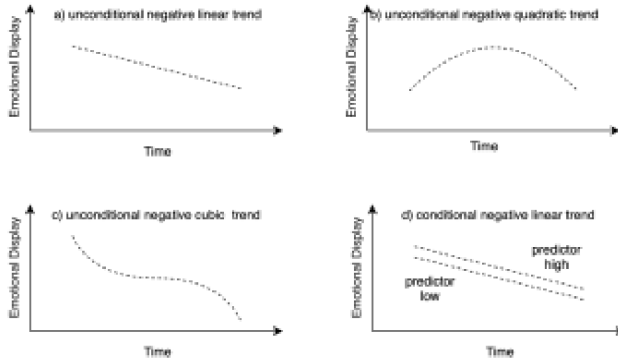 a) unconditional negative linear trend
Emotional Display
Time
b) unconditional negative quadratic trend
Emotional Display
Time
c) unconditional negative cubic trend
Emotional Display
Time
d) conditional negative linear trend
Emotional Display
predictor
high
predictor
low
Time